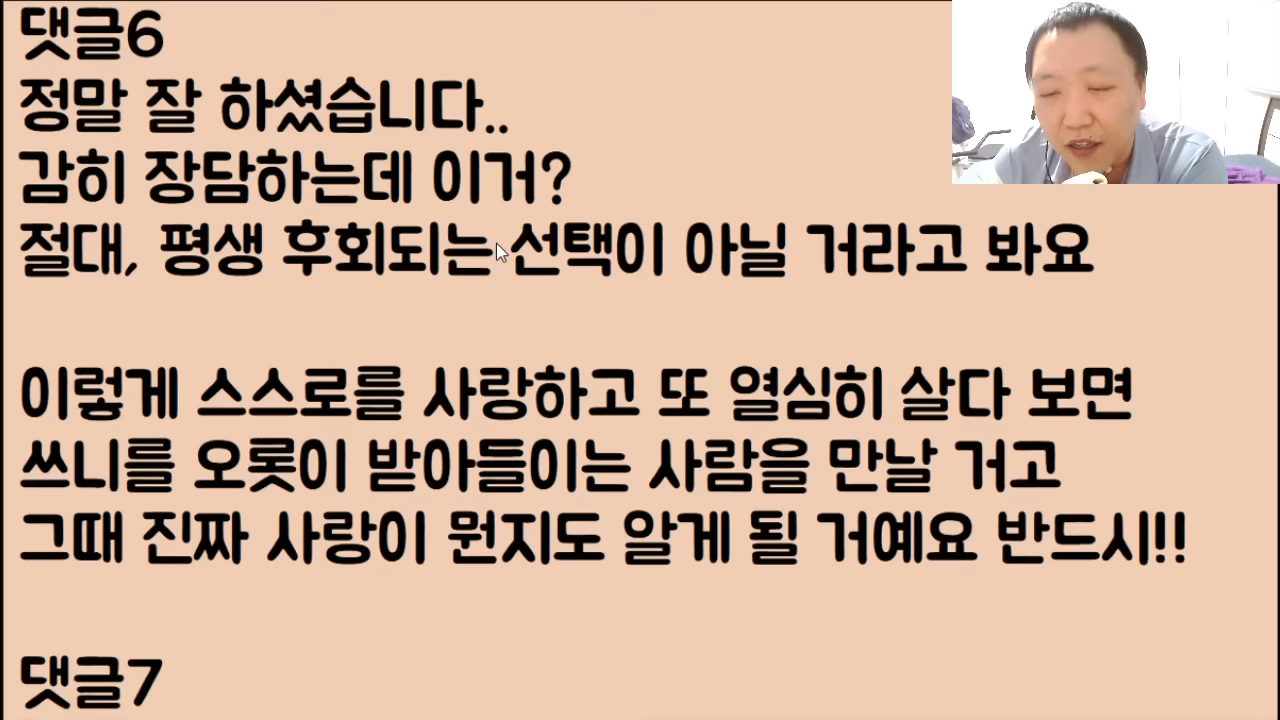 댓글6
정말 잘 하셨습니다..
감히 장담하는데 이거?
절대, 평생 후회되는 선택이 아닐 거라고 봐요
이렇게 스스로를 사랑하고 또 열심히 살다 보면
쓰니를 오롯이 받아들이는 사람을 만날 거고
그때 진짜 사랑이 뭔지도 알게 될 거예요 반드시!!
댓글7